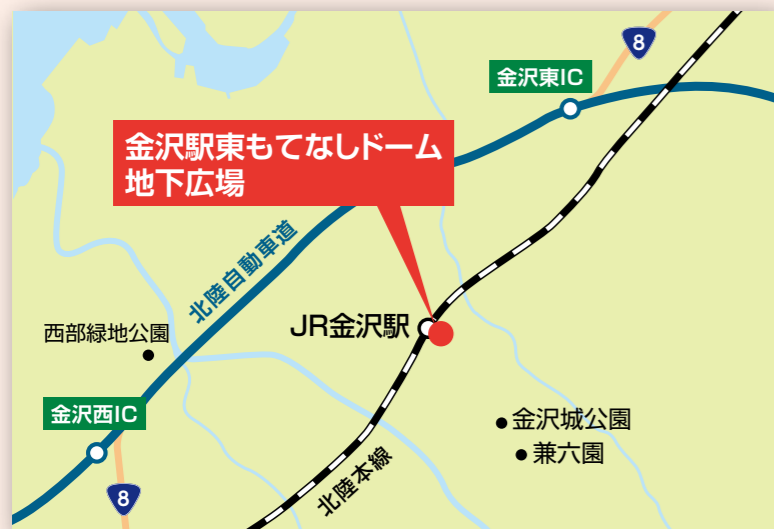 8
金沢東IC
金沢駅東もてなしドーム
地下広場
北陸自動車道
JR金沢駅
西部緑地公園
金沢西IC
金沢城公園
兼六園
北陸本線
8